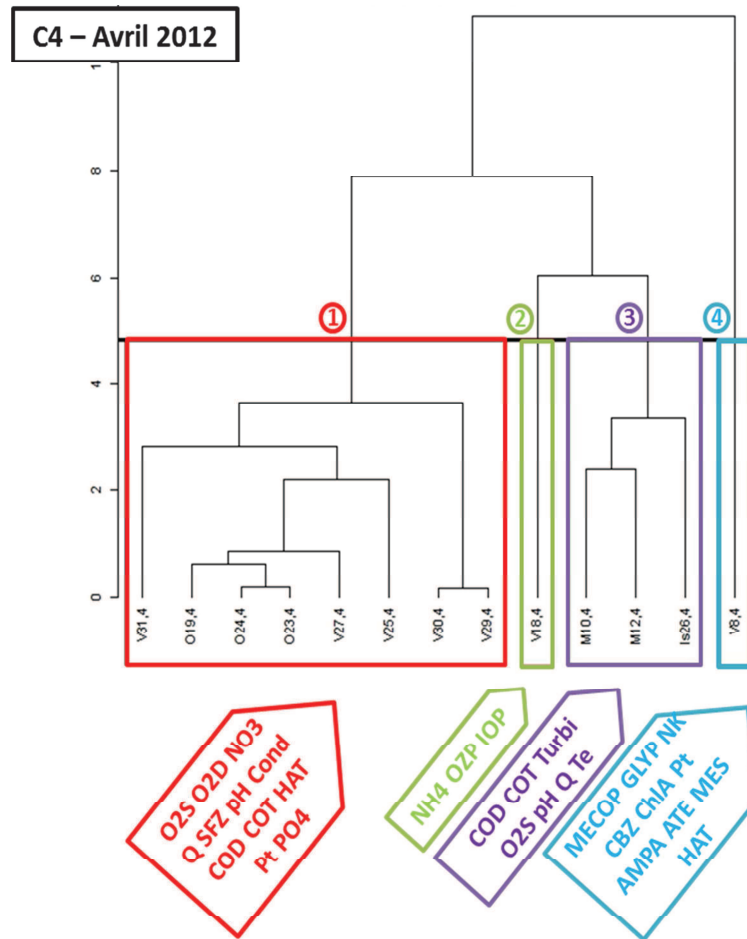 C4 – Avril 2012
1
8
6
4
2
0
1
2
3
4
V31,4
O19,4
O24,4
O23,4
V27,4
V25,4
V30,4
V29,4
V18,4
M10,4
M12,4
Is26,4
V8,4
O2S O2D NO3
Q SFZ pH Cond
COD COT HAT
Pt PO4
NH4 OZP IOP
COD COT Turbi
O2S pH Q Te
MECOP GLYP NK
CBZ ChlA Pt
AMPA ATE MES
HAT